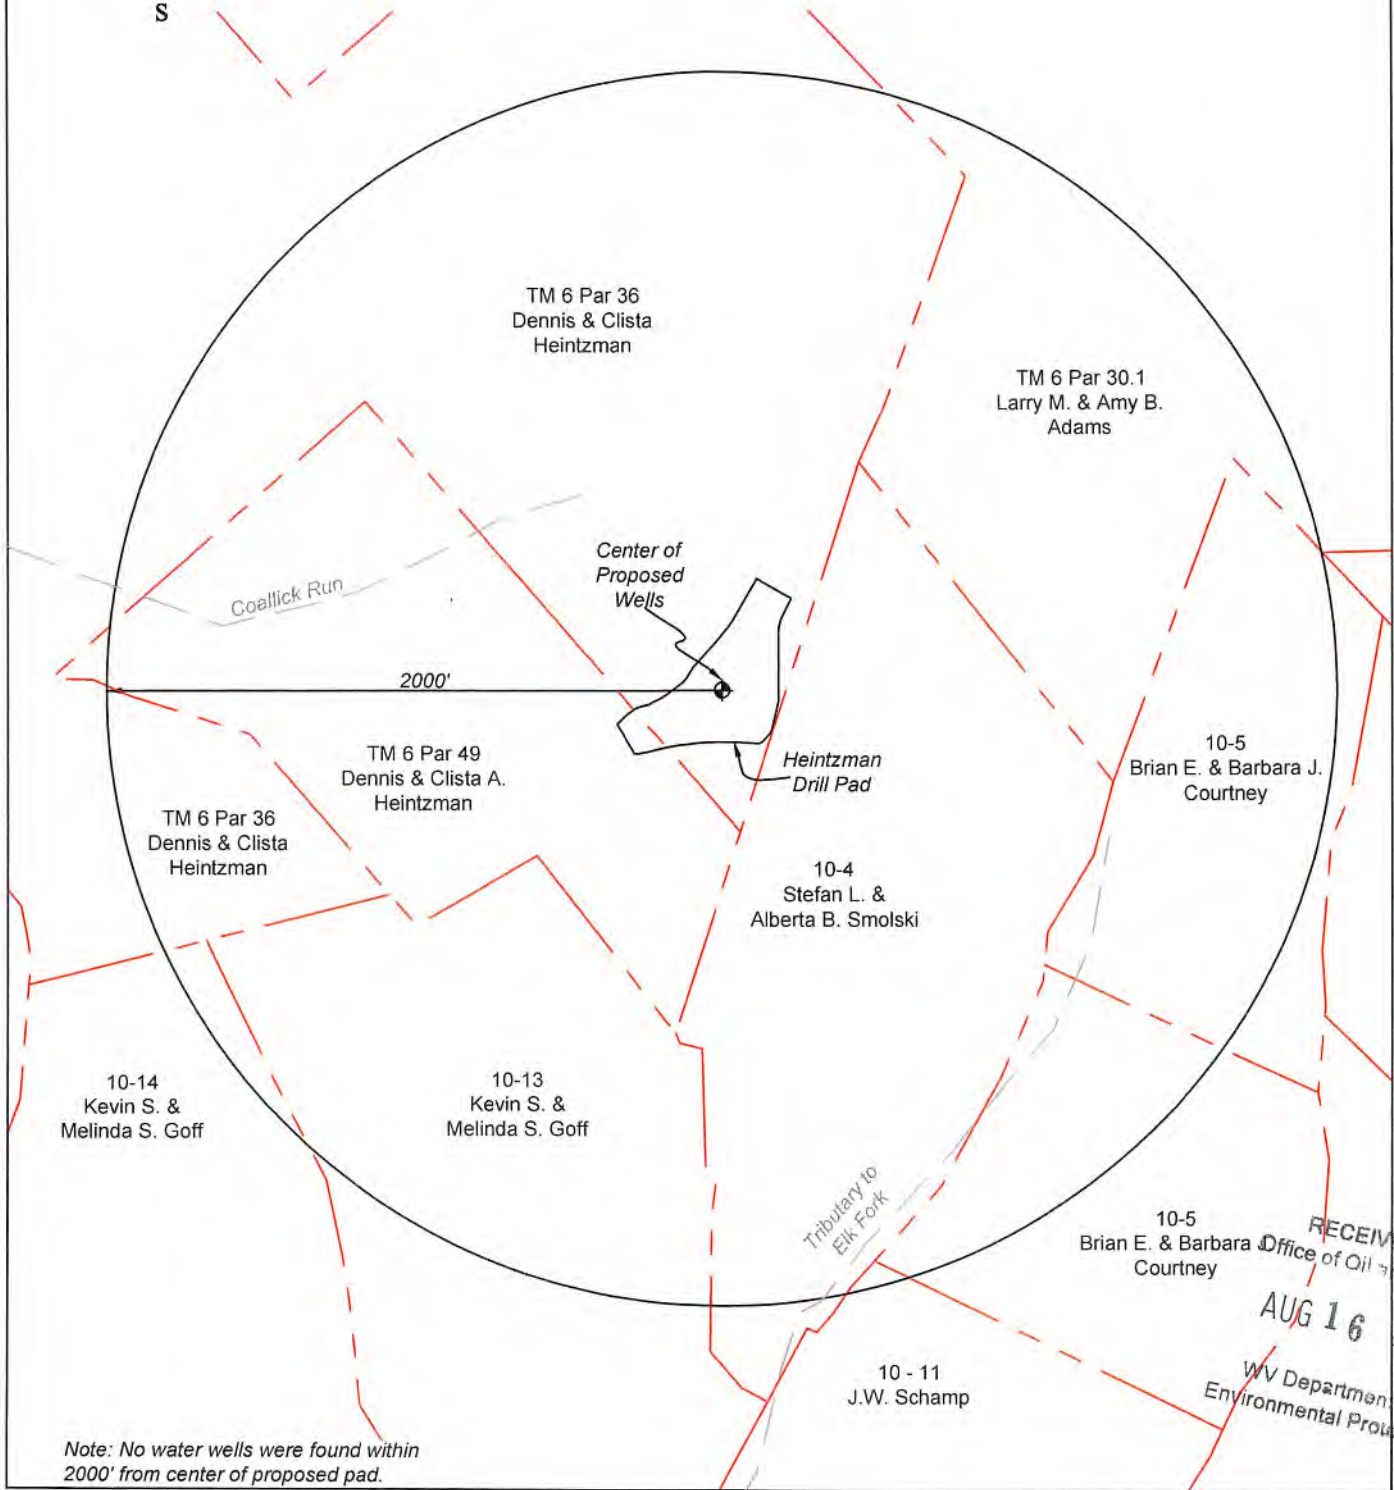 S
TM 6 Par 36
Dennis & Clista
Heintzman
TM 6 Par 30.1
Larry M. & Amy B.
Adams
Center of
Proposed
Wells
Coallick Run
2000'
10-5
Brian E. & Barbara J.
Courtney
TM 6 Par 49
Dennis & Clista A.
Heintzman
Heintzman
Drill Pad
TM 6 Par 36
Dennis & Clista
Heintzman
10-4
Stefan L. &
Alberta B. Smolski
10-14
Kevin S. &
Melinda S. Goff
10-13
Kevin S. &
Melinda S. Goff
Tributary to
Elk Fork
10-5
Brian E. & Barbara J.
Courtney
RECEIV
Office of Oil
AUG 16
WV Departmen
Environmental
10 - 11
J.W. Schamp
Note: No water wells were found within
2000' from center of proposed pad.